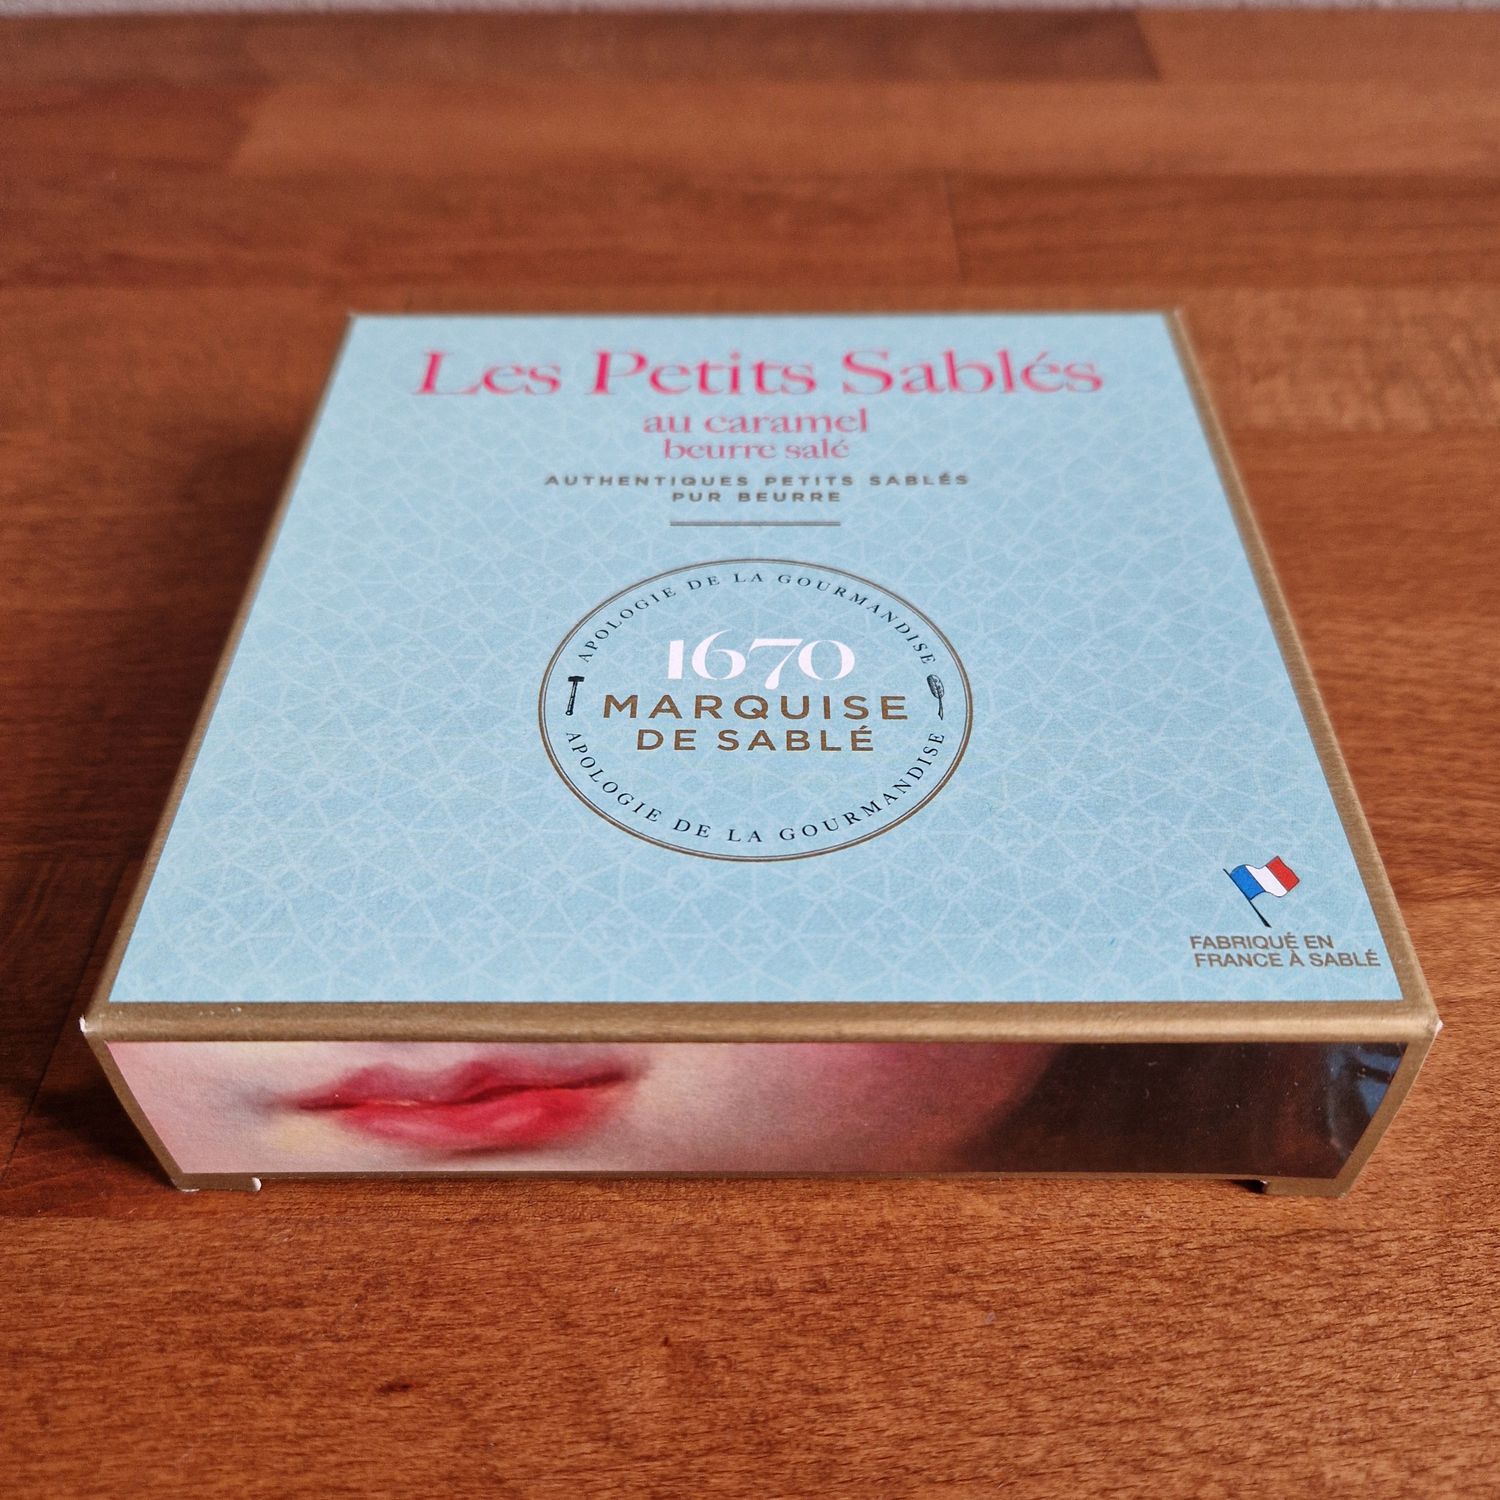 Les Petits Sablés
au caramel
beurre salé
AUTHENTIQUES PETITS SABLÉS
PUR BEURRE
APOLOGIE DE LA GOURMANDISE
1670
MARQUISE
DE SABLÉ
APOLOGIE DE LA GOURMANDISE
FABRIQUÉ EN
FRANCE À SABLÉ